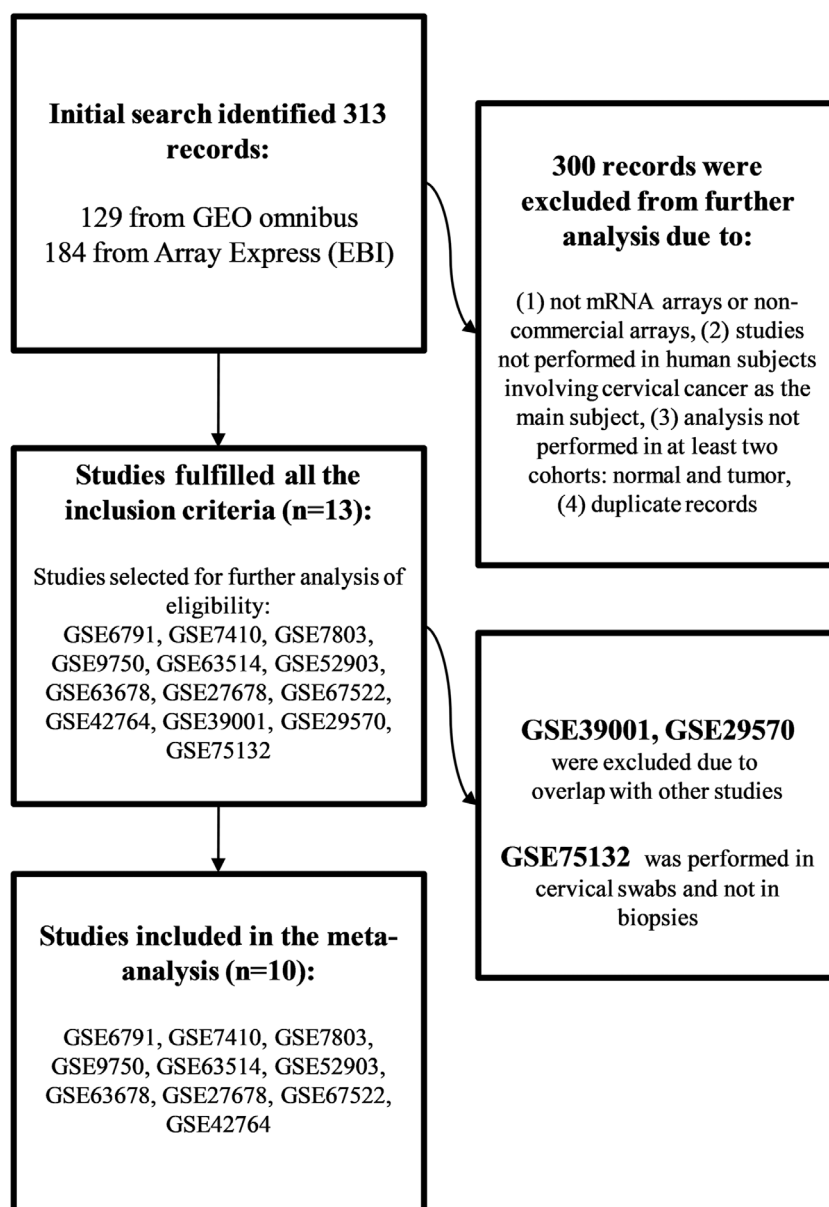 Initial search identified 313
records:
129 from GEO omnibus
184 from Array Express (EBI)
300 records were
excluded from further
analysis due to:
(1) not mRNA arrays or non-
commercial arrays, (2) studies
not performed in human subjects
involving cervical cancer as the
main subject, (3) analysis not
performed in at least two
cohorts: normal and tumor,
(4) duplicate records
Studies fulfilled all the
inclusion criteria (n=13):
Studies selected for further analysis of
eligibility:
GSE6791, GSE7410, GSE7803,
GSE9750, GSE63514, GSE52903,
GSE63678, GSE27678, GSE67522,
GSE42764, GSE39001, GSE29570,
GSE75132
GSE39001, GSE29570
were excluded due to
overlap with other studies
GSE75132 was performed in
cervical swabs and not in
biopsies
Studies included in the meta-
analysis (n=10):
GSE6791, GSE7410, GSE7803,
GSE9750, GSE63514, GSE52903,
GSE63678, GSE27678, GSE67522,
GSE42764